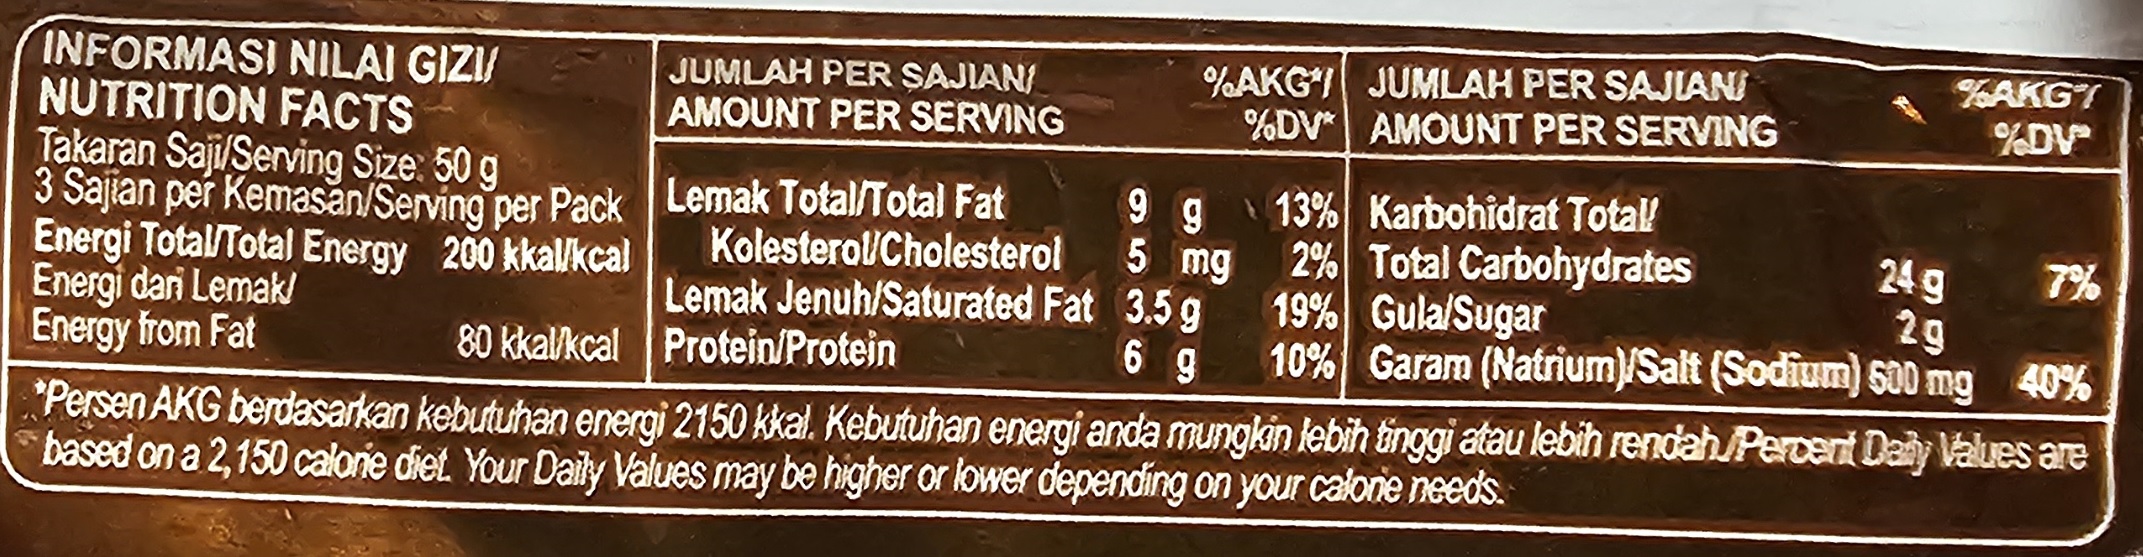 INFORMASI NILAI GIZI/
NUTRITION FACTS
Takaran Saji/Serving Size: 50 g
3 Sajian per Kemasan/Serving per Pack
Energi Total/Total Energy 200 kkal/kcal
Energi dari Lemak/
Energy from Fat 80 kkal/kcal
JUMLAH PER SAJIAN/ %AKG*/
AMOUNT PER SERVING %DV*
Lemak Total/Total Fat 9 g 13%
Kolesterol/Cholesterol 5 mg 2%
Lemak Jenuh/Saturated Fat 3.5 g 19%
Protein/Protein 6 g 10%
JUMLAH PER SAJIAN/ %AKG*/
AMOUNT PER SERVING %DV*
Karbohidrat Total/
Total Carbohydrates 24 g 7%
Gula/Sugar 2 g
Garam (Natrium)/Salt (Sodium) 600 mg 40%
*Persen AKG berdasarkan kebutuhan energi 2150 kkal. Kebutuhan energi anda mungkin lebih tinggi atau lebih rendah./Percent Daily Values are
based on a 2,150 calorie diet. Your Daily Values may be higher or lower depending on your calorie needs.